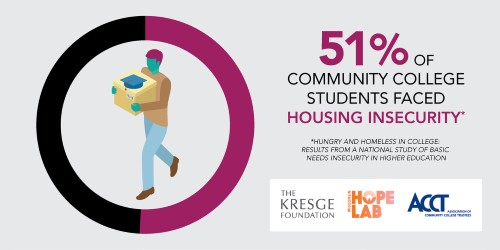 51% OF
COMMUNITY COLLEGE
STUDENTS FACED
HOUSING INSECURITY*
*HUNGRY AND HOMELESS IN COLLEGE:
RESULTS FROM A NATIONAL STUDY OF BASIC
NEEDS INSECURITY IN HIGHER EDUCATION
THE
KRESGE
FOUNDATION
WISCONSIN
HOPE
LAB
ACCT
ASSOCIATION OF
COMMUNITY COLLEGE TRUSTEES